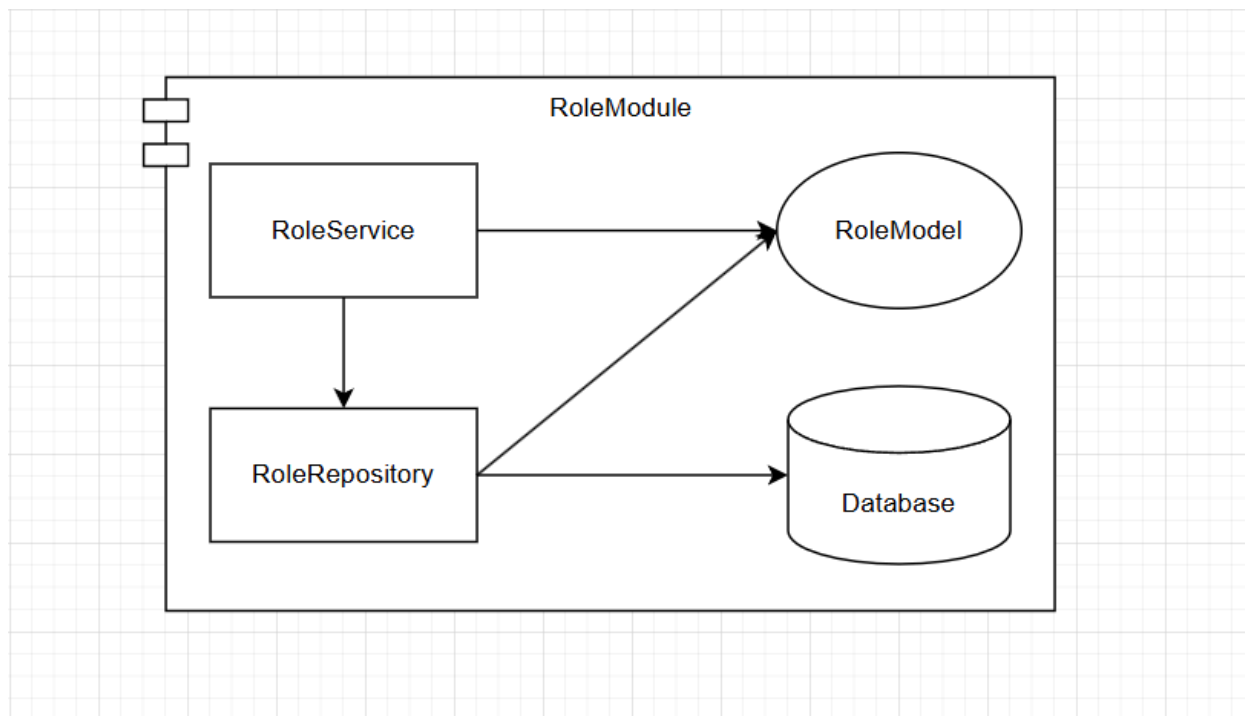 RoleModule
RoleService
RoleModel
RoleRepository
Database